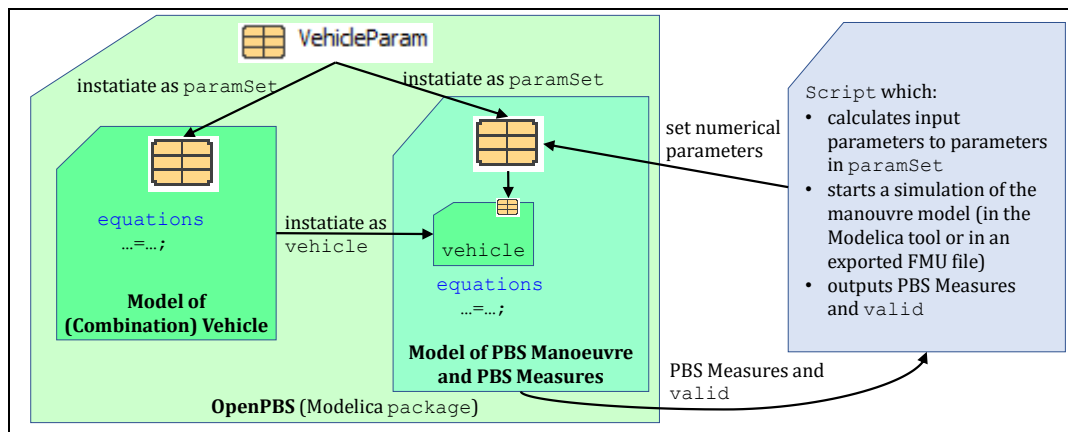 VehicleParam
instatiate as paramSet
instatiate as paramSet
equations
…=…;
Model of
(Combination) Vehicle
instatiate as
vehicle
vehicle
equations
…=…;
Model of PBS Manoeuvre
and PBS Measures
OpenPBS (Modelica package)
set numerical
parameters
PBS Measures and
valid
Script which:
• calculates input
parameters to parameters
in paramSet
• starts a simulation of the
manouvre model (in the
Modelica tool or in an
exported FMU file)
• outputs PBS Measures
and valid